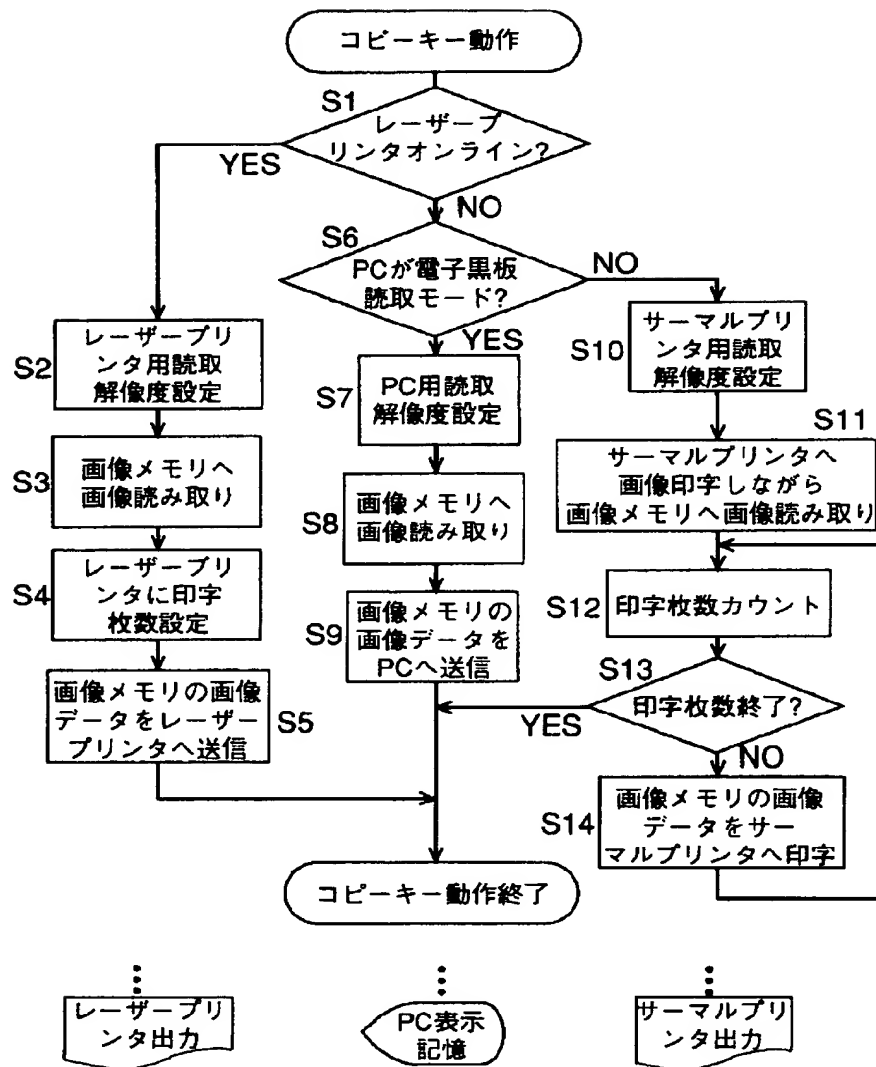 コピーキー動作
S1
レーザープ
リンタオンライン?
YES
NO
S6
PCが電子黒板
読取モード?
NO
YES
S2
レーザープリ
ンタ用読取
解像度設定
S3
画像メモリへ
画像読み取り
S4
レーザープリ
ンタに印字
枚数設定
画像メモリの画像
データをレーザー
プリンタへ送信
S5
S7
PC用読取
解像度設定
S8
画像メモリへ
画像読み取り
S9
画像メモリの
画像データを
PCへ送信
S10
サーマルプリ
ンタ用読取
解像度設定
S11
サーマルプリンタへ
画像印字しながら
画像メモリへ画像読み取り
S12
印字枚数カウント
S13
印字枚数終了?
YES
NO
S14
画像メモリの画像
データをサー
マルプリンタへ印字
コピーキー動作終了
レーザープリ
ンタ出力
PC表示
記憶
サーマルプリ
ンタ出力